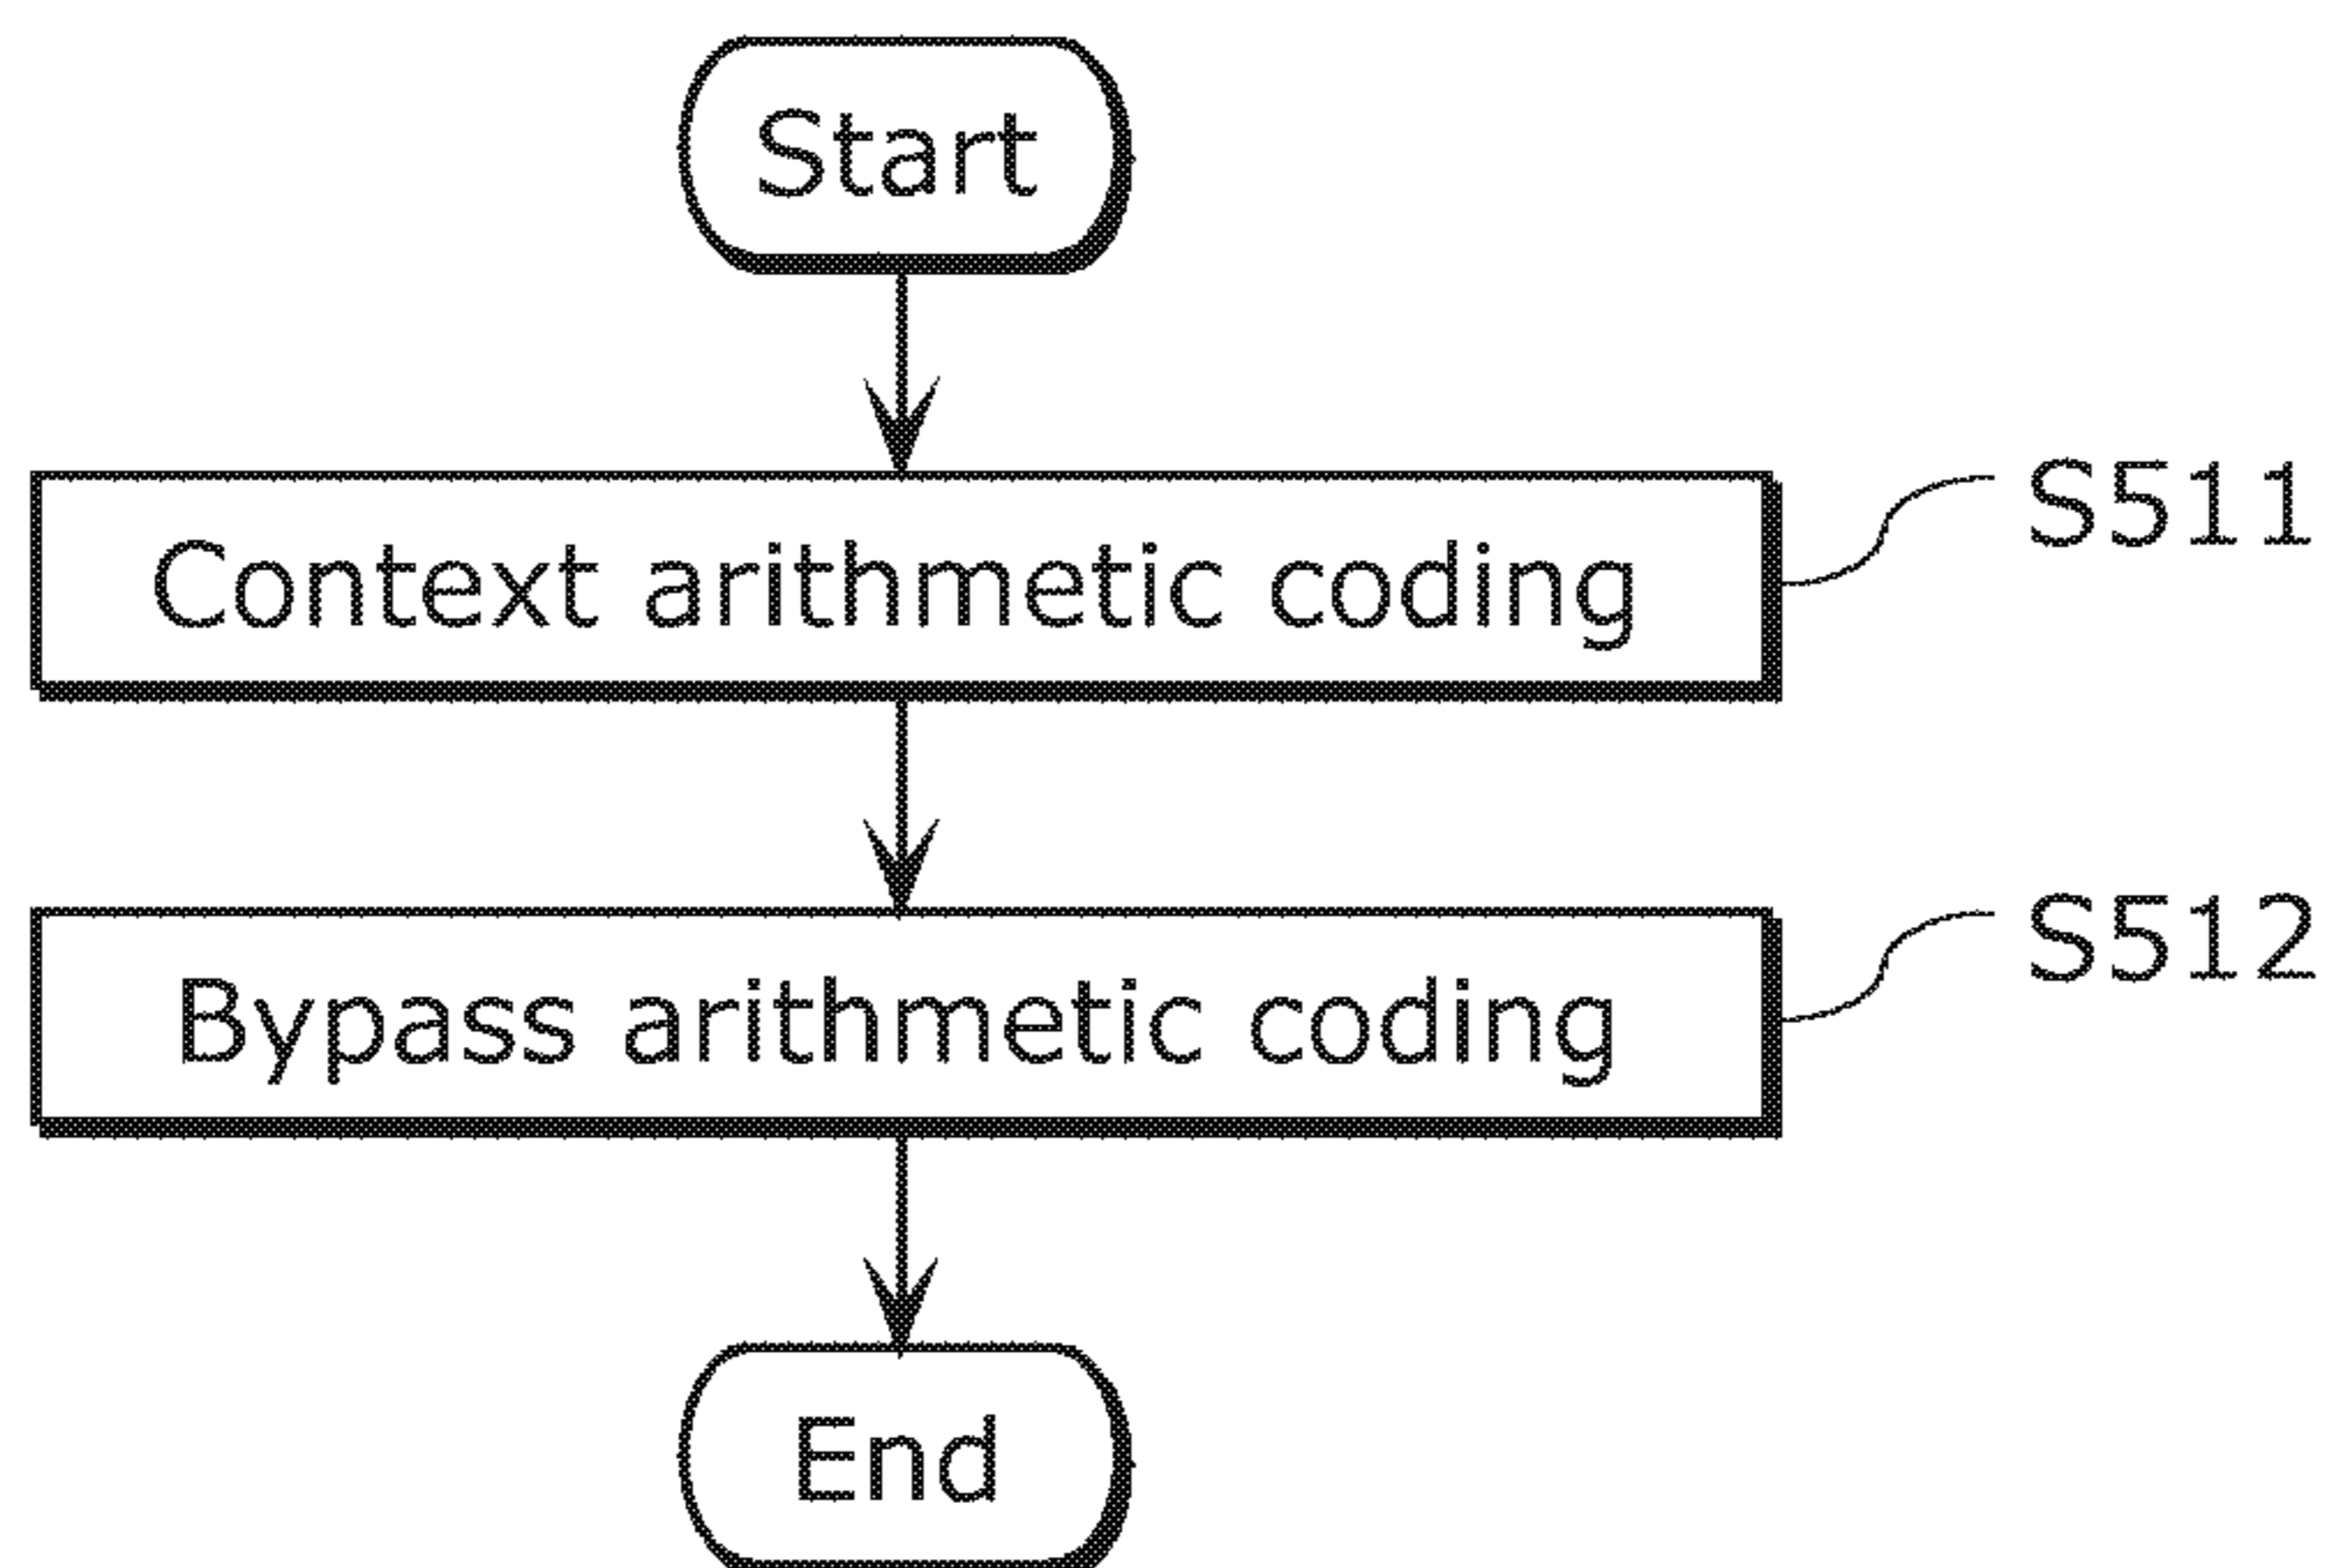 Start
Context arithmetic coding
S511
Bypass arithmetic coding
S512
End